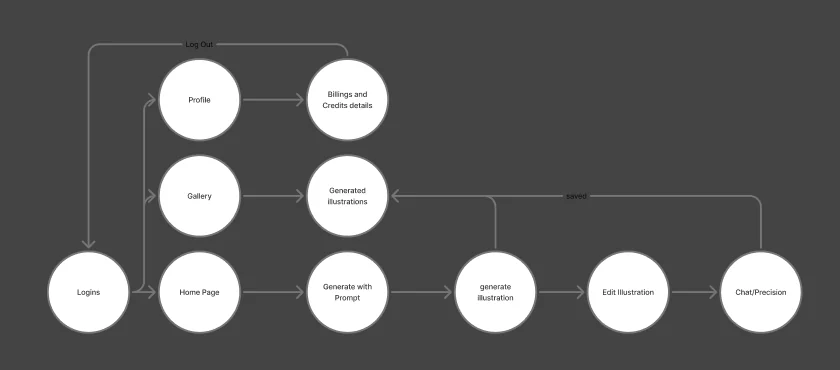 Log Out
Profile
Billings and
Credits details
Gallery
Generated
illustrations
saved
Logins
Home Page
Generate with
Prompt
generate
illustration
Edit Illustration
Chat/Precision